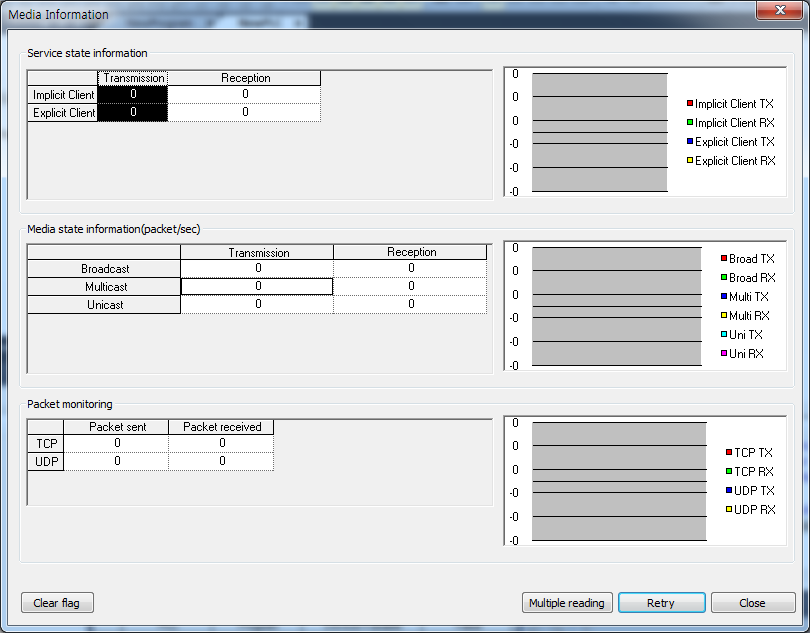 Media Information
Service state information
Transmission Reception
Implicit Client 0 0
Explicit Client 0 0
0
0
0
-0
-0
-0
Implicit Client TX
Implicit Client RX
Explicit Client TX
Explicit Client RX
Media state information(packet/sec)
Transmission Reception
Broadcast 0 0
Multicast 0 0
Unicast 0 0
0
0
0
-0
-0
-0
Broad TX
Broad RX
Multi TX
Multi RX
Uni TX
Uni RX
Packet monitoring
Packet sent Packet received
TCP 0 0
UDP 0 0
0
0
0
-0
-0
-0
TCP TX
TCP RX
UDP TX
UDP RX
Clear flag Multiple reading Retry Close